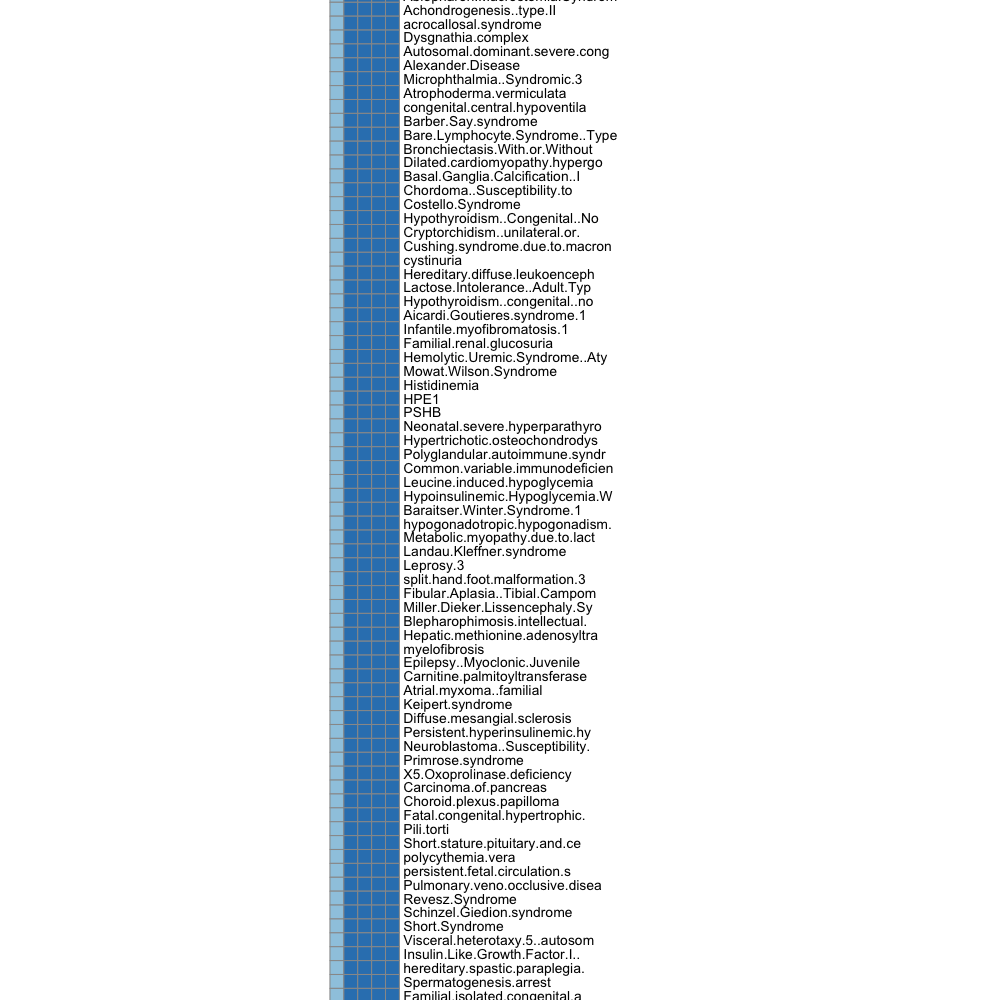 Achondrogenesis..type.II
acrocallosal.syndrome
Dysgnathia.complex
Autosomal.dominant.severe.cong
Alexander.Disease
Microphthalmia..Syndromic.3
Atrophoderma.vermiculata
congenital.central.hypoventila
Barber.Say.syndrome
Bare.Lymphocyte.Syndrome..Type
Bronchiectasis.With.or.Without
Dilated.cardiomyopathy.hypergo
Basal.Ganglia.Calcification..I
Chordoma..Susceptibility.to
Costello.Syndrome
Hypothyroidism..Congenital..No
Cryptorchidism..unilateral.or.
Cushing.syndrome.due.to.macron
cystinuria
Hereditary.diffuse.leukoenceph
Lactose.Intolerance..Adult.Typ
Hypothyroidism..congenital..no
Aicardi.Goutieres.syndrome.1
Infantile.myofibromatosis.1
Familial.renal.glucosuria
Hemolytic.Uremic.Syndrome..Aty
Mowat.Wilson.Syndrome
Histidinemia
HPE1
PSHB
Neonatal.severe.hyperparathyro
Hypertrichotic.osteochondrodys
Polyglandular.autoimmune.syndr
Common.variable.immunodeficien
Leucine.induced.hypoglycemia
Hypoinsulinemic.Hypoglycemia.W
Baraitser.Winter.Syndrome.1
hypogonadotropic.hypogonadism.
Metabolic.myopathy.due.to.lact
Landau.Kleffner.syndrome
Leprosy.3
split.hand.foot.malformation.3
Fibular.Aplasia..Tibial.Campom
Miller.Dieker.Lissencephaly.Sy
Blepharophimosis.intellectual.
Hepatic.methionine.adenosyltra
myelofibrosis
Epilepsy..Myoclonic.Juvenile
Carnitine.palmitoyltransferase
Atrial.myxoma..familial
Keipert.syndrome
Diffuse.mesangial.sclerosis
Persistent.hyperinsulinemic.hy
Neuroblastoma..Susceptibility.
Primrose.syndrome
X5.Oxoprolinase.deficiency
Carcinoma.of.pancreas
Choroid.plexus.papilloma
Fatal.congenital.hypertrophic.
Pili.torti
Short.stature.pituitary.and.ce
polycythemia.vera
persistent.fetal.circulation.s
Pulmonary.veno.occlusive.disea
Revesz.Syndrome
Schinzel.Giedion.syndrome
Short.Syndrome
Visceral.heterotaxy.5..autosom
Insulin.Like.Growth.Factor.I..
hereditary.spastic.paraplegia.
Spermatogenesis.arrest
Familial.isolated.congenital.a